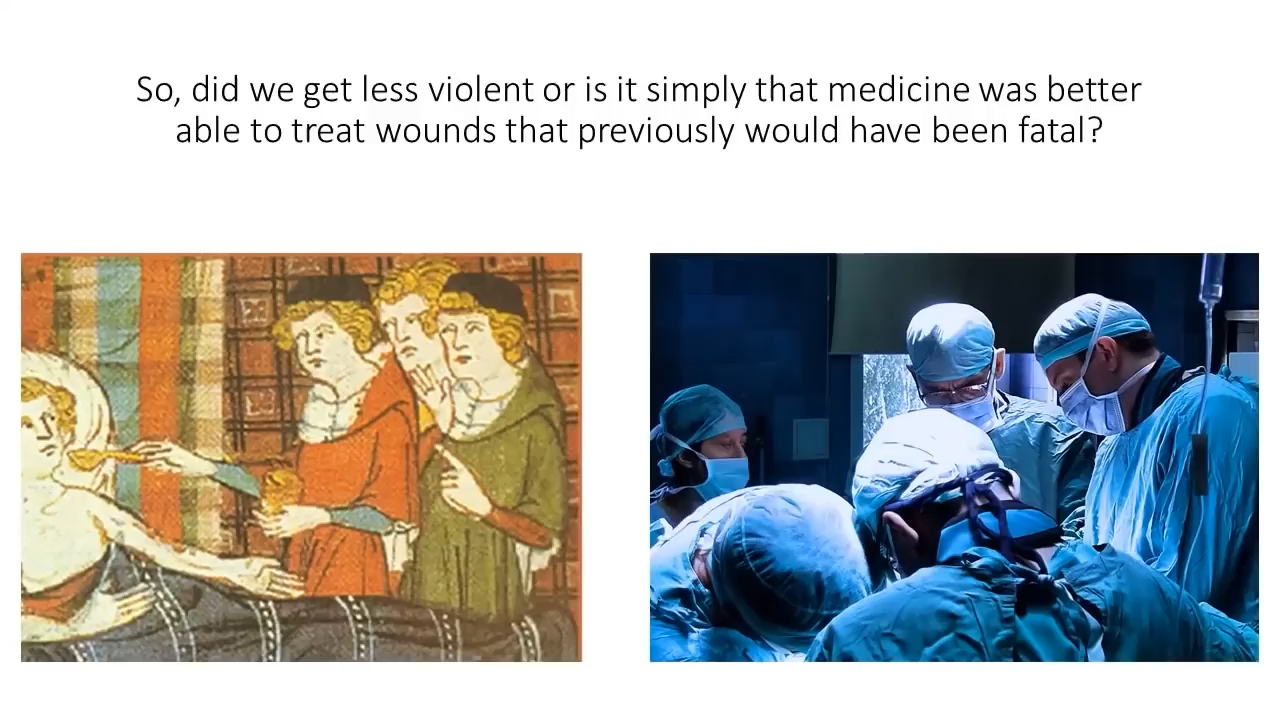 So, did we get less violent or is it simply that medicine was better
able to treat wounds that previously would have been fatal?